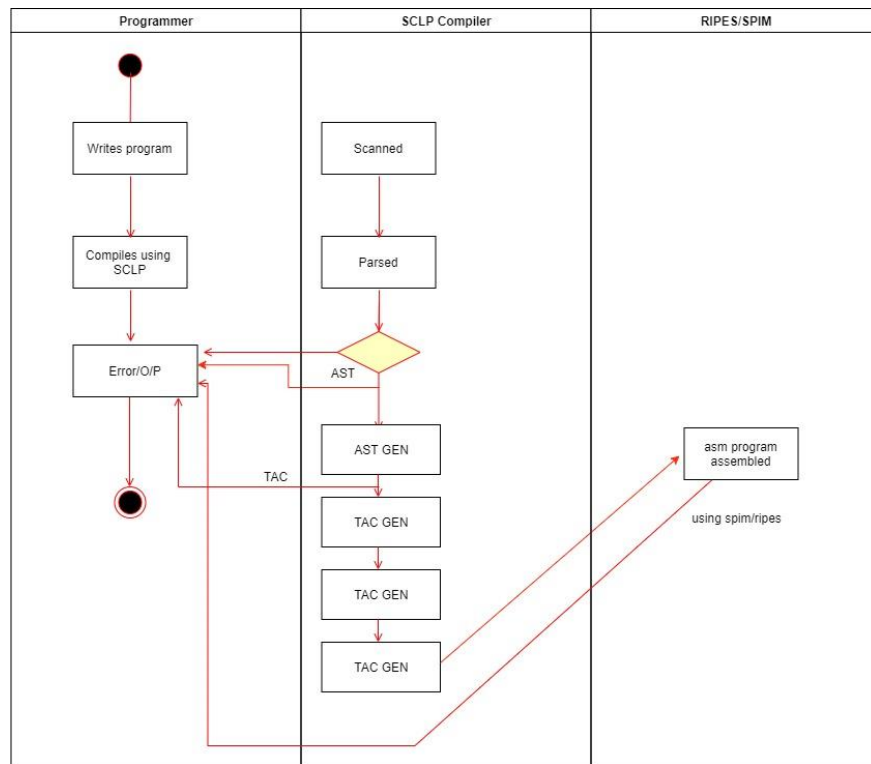 Programmer
SCLP Compiler
RIPES/SPIM
Writes program
Scanned
Compiles using
SCLP
Parsed
Error/O/P
AST
AST GEN
asm program
assembled
TAC
TAC GEN
using spim/ripes
TAC GEN
TAC GEN